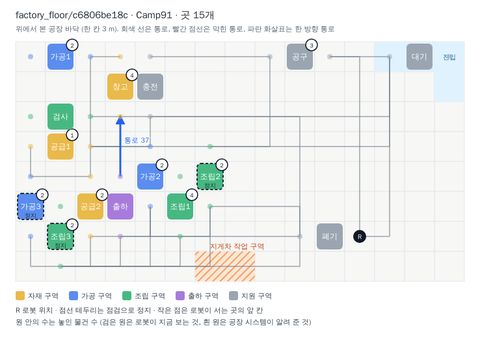 factory_floor/c6806be18c · Camp91 · 곳 15개
위에서 본 공장 바닥 (한 칸 3 m). 회색 선은 통로, 빨간 점선은 막힌 통로, 파란 화살표는 한 방향 통로
가공1 2
공구 3
대기
진입
창고 4
충전
검사
공급1 1
통로 37
가공2 2
조립2 2
정지
가공3 2
정지
공급2 2
출하
조립1 4
조립3 2
정지
폐기
R
지게차 작업 구역
자재 구역
가공 구역
조립 구역
출하 구역
지원 구역
R 로봇 위치 · 점선 테두리는 점검으로 정지 · 작은 점은 로봇이 서는 곳의 앞 칸
원 안의 수는 놓인 물건 수 (검은 원은 로봇이 지금 보는 것, 흰 원은 공장 시스템이 알려 준 것)